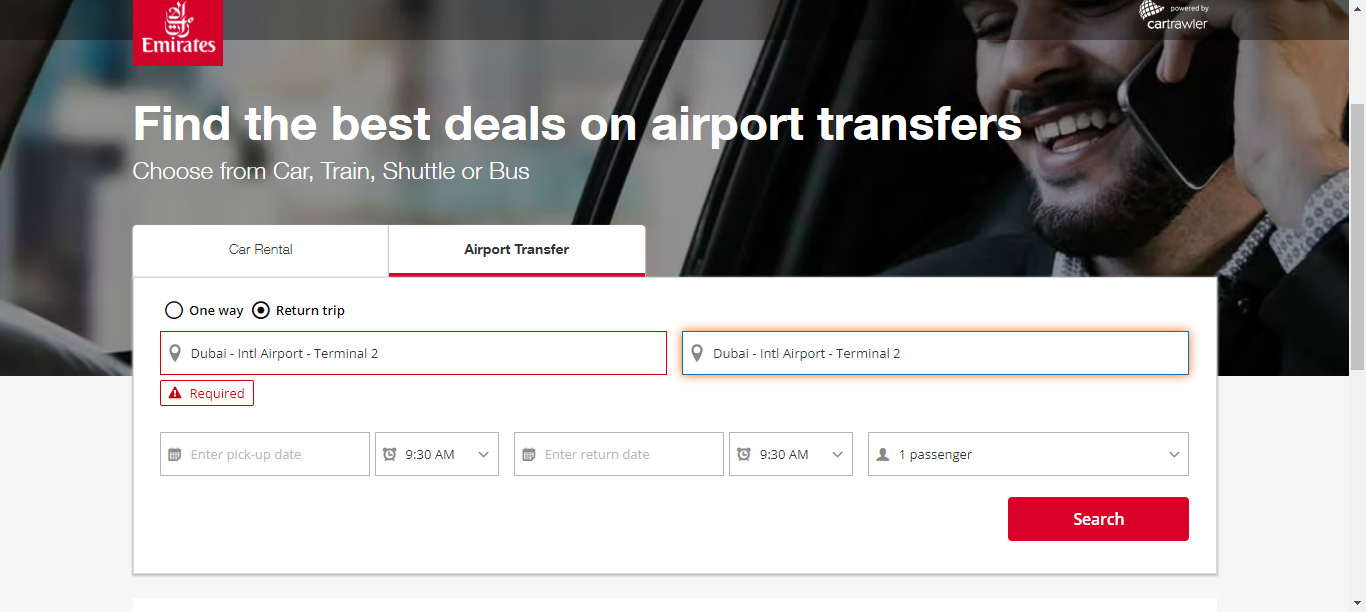 Emirates
powered by
cartrawler
Find the best deals on airport transfers
Choose from Car, Train, Shuttle or Bus
Car Rental
Airport Transfer
One way
Return trip
Dubai - Intl Airport - Terminal 2
Dubai - Intl Airport - Terminal 2
Required
Enter pick-up date
9:30 AM
Enter return date
9:30 AM
1 passenger
Search